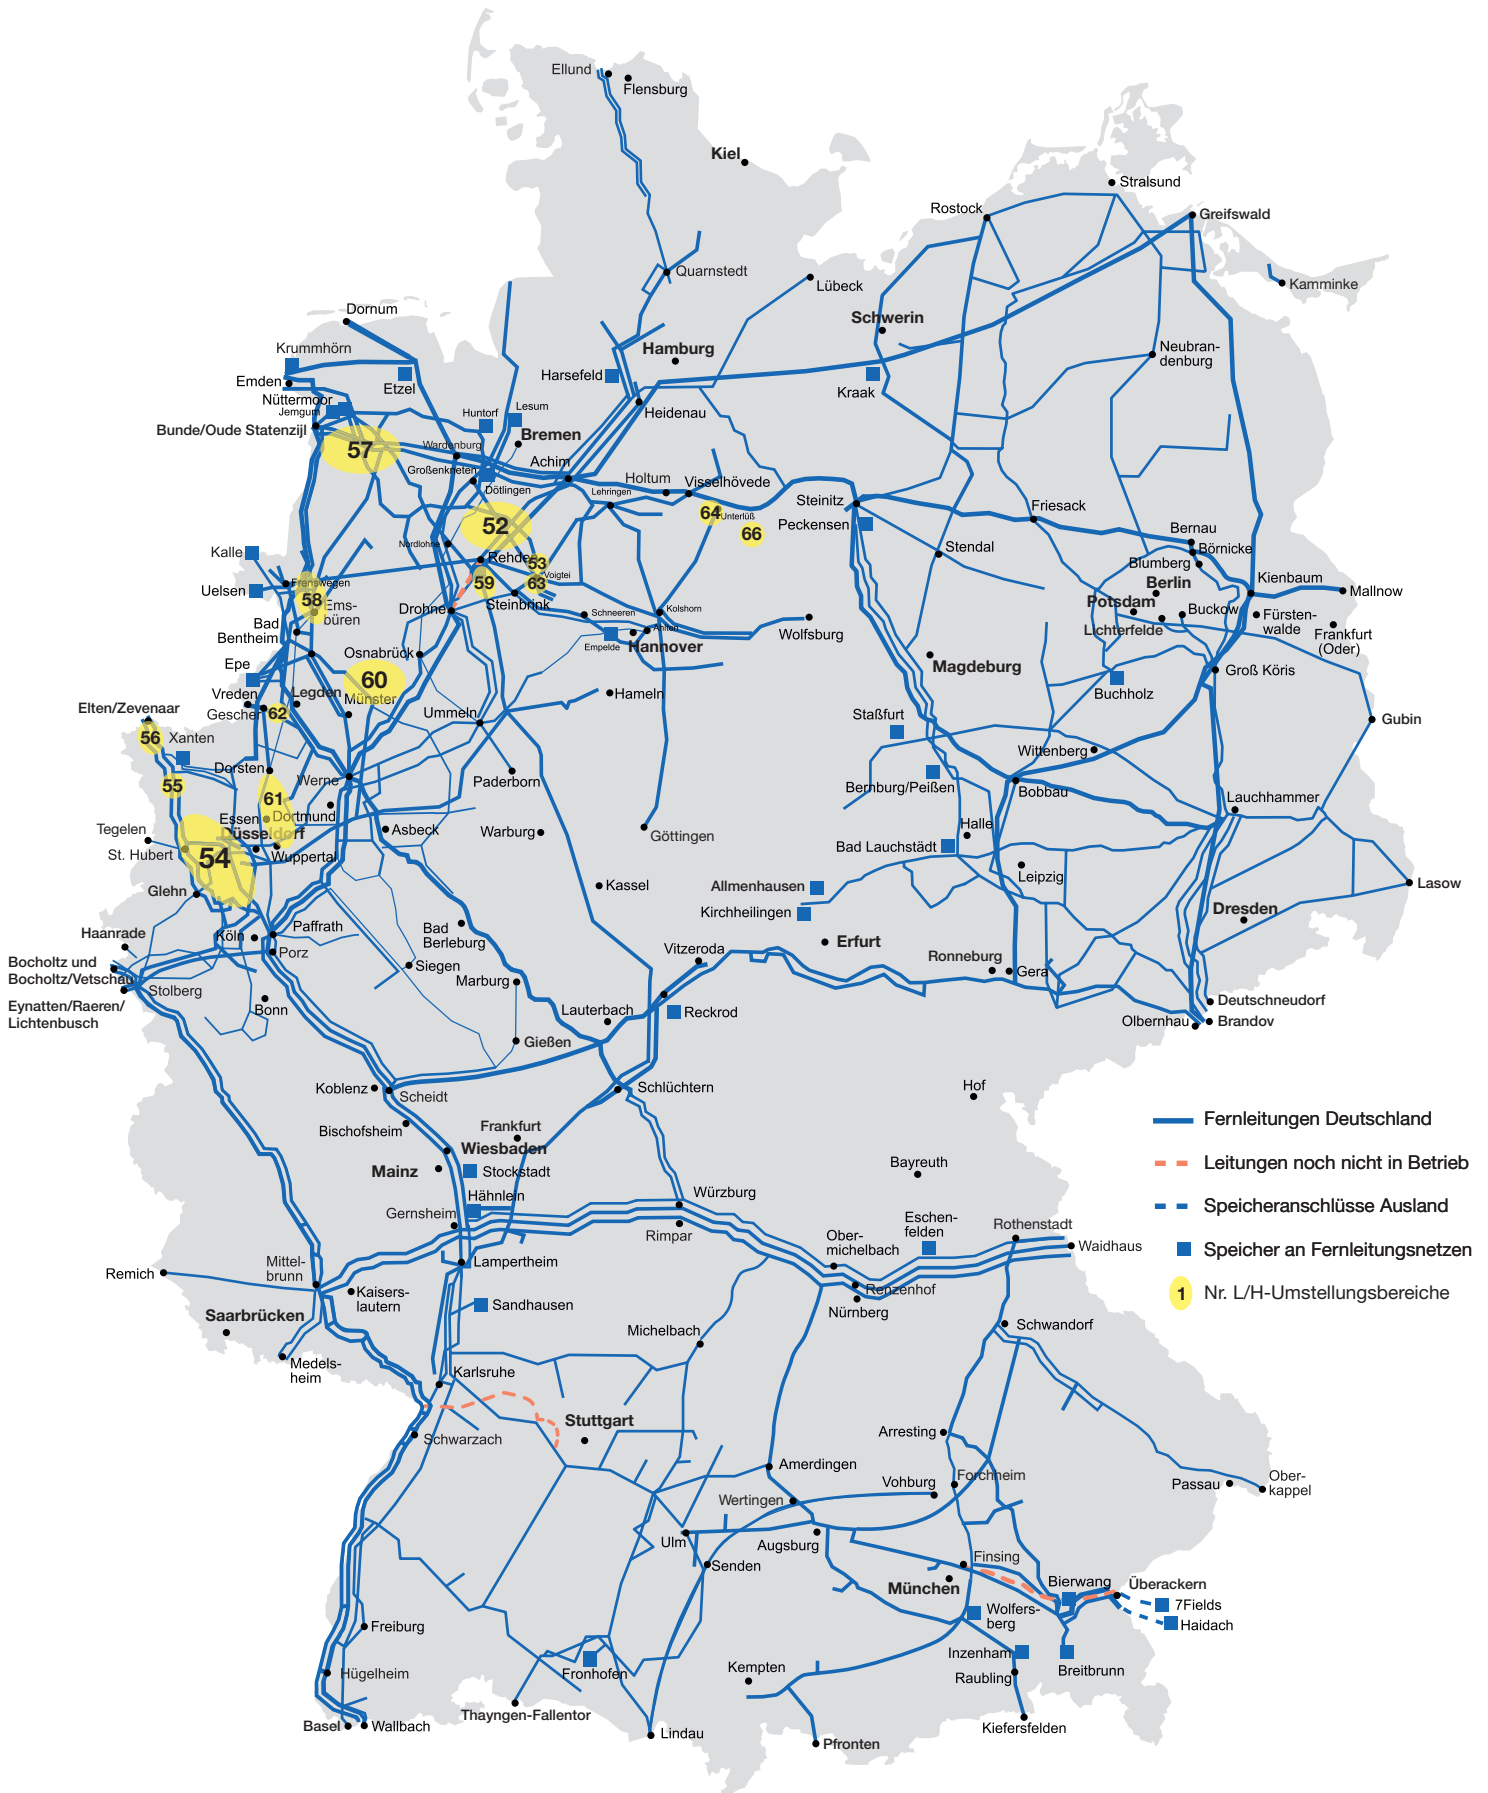 Ellund
Flensburg
Kiel
Stralsund
Rostock
Greifswald
Quarnstedt
Lübeck
Kamminke
Dornum
Schwerin
Krummhörn
Hamburg
Neubran-
denburg
Emden
Etzel
Harsefeld
Kraak
Nüttermoor
Jemgum
Huntorf
Lesum
Heidenau
Bunde/Oude Statenzijl
57
Wardenburg
Bremen
Achim
Großenkneten
Holtum
Visselhövede
Dötlingen
Lehringen
Steinitz
Friesack
64
Unterlüß
Peckensen
52
66
Bernau
Börnicke
Nordlohne
Stendal
Kalle
Rehden
53
Blumberg
Voigtei
Frenswegen
59
63
Berlin
Kienbaum
Uelsen
58
Ems-
büren
Steinbrink
Potsdam
Buckow
Mallnow
Drohne
Schneeren
Kolshorn
Lichterfelde
Fürsten-
walde
Bad
Bentheim
Ahlten
Wolfsburg
Frankfurt
(Oder)
Empelde
Hannover
Osnabrück
Epe
Magdeburg
Groß Köris
60
Vreden
Legden
Münster
Hameln
Buchholz
Elten/Zevenaar
Gescher
62
Ummeln
Staßfurt
Gubin
56
Xanten
Wittenberg
Dorsten
Werne
Paderborn
Bernburg/Peißen
55
Bobbau
61
Lauchhammer
Essen
Dortmund
Tegelen
Düsseldorf
Asbeck
Warburg
Göttingen
Halle
St. Hubert
54
Wuppertal
Bad Lauchstädt
Leipzig
Glehn
Kassel
Allmenhausen
Lasow
Kirchheilingen
Dresden
Haanrade
Köln
Paffrath
Bad
Berleburg
Porz
Vitzeroda
Erfurt
Bocholtz und
Bocholtz/Vetschau
Siegen
Ronneburg
Gera
Stolberg
Marburg
Eynatten/Raeren/
Lichtenbusch
Bonn
Lauterbach
Reckrod
Deutschneudorf
Olbernhau
Brandov
Gießen
Koblenz
Scheidt
Schlüchtern
Hof
Bischofsheim
Frankfurt
Fernleitungen Deutschland
Wiesbaden
Mainz
Stockstadt
Bayreuth
Leitungen noch nicht in Betrieb
Hähnlein
Würzburg
Speicheranschlüsse Ausland
Gernsheim
Rimpar
Eschen-
felden
Rothenstadt
Ober-
michelbach
Waidhaus
Speicher an Fernleitungsnetzen
Remich
Mittel-
brunn
Lampertheim
Kaisers-
lautern
Renzenhof
1
Nr. L/H-Umstellungsbereiche
Sandhausen
Nürnberg
Saarbrücken
Michelbach
Schwandorf
Medels-
heim
Karlsruhe
Stuttgart
Schwarzach
Arresting
Amerdingen
Forchheim
Vohburg
Passau
Ober-
kappel
Wertingen
Ulm
Augsburg
Senden
Finsing
München
Bierwang
Überackern
7Fields
Wolfers-
berg
Haidach
Freiburg
Inzenham
Hügelheim
Fronhofen
Kempten
Raubling
Breitbrunn
Thayngen-Fallentor
Basel
Wallbach
Lindau
Pfronten
Kiefersfelden